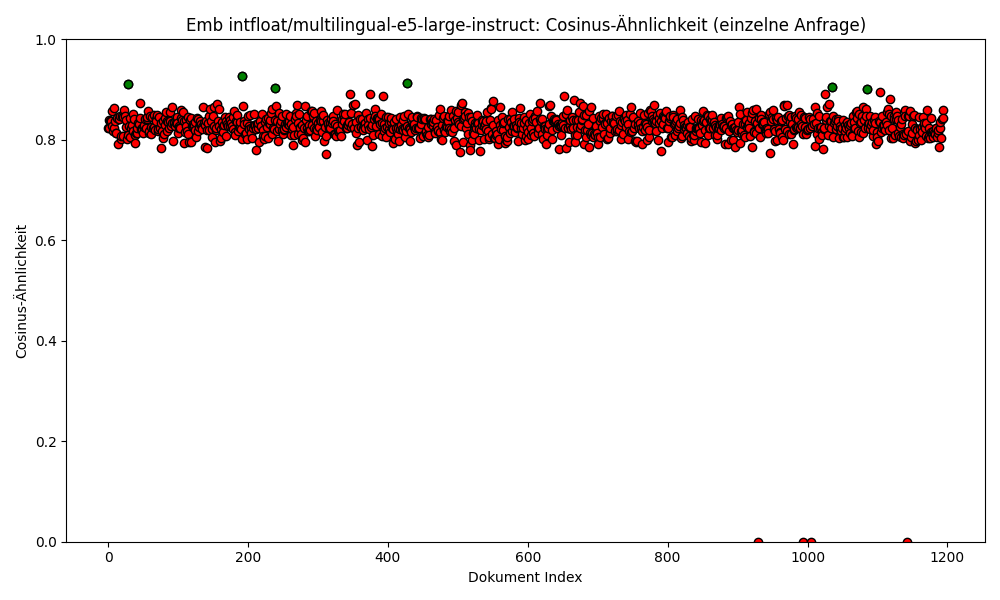 Emb intfloat/multilingual-e5-large-instruct: Cosinus-Ähnlichkeit (einzelne Anfrage)
1.0
0.8
0.6
0.4
0.2
0.0
Cosinus-Ähnlichkeit
0 200 400 600 800 1000 1200
Dokument Index